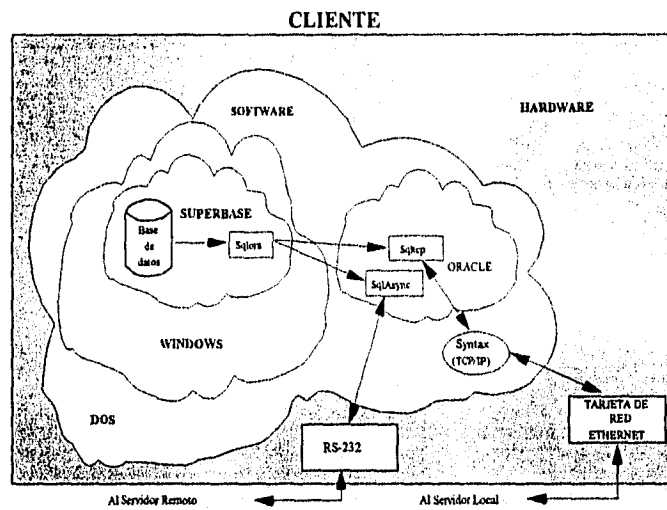 CLIENTE
SOFTWARE
HARDWARE
SUPERBASE
Base
de
datos
Sqlora
Sqltcp
ORACLE
SqlAsync
WINDOWS
Syntax
(TCP/IP)
DOS
TARJETA DE
RED
ETHERNET
RS-232
Al Servidor Remoto
Al Servidor Local